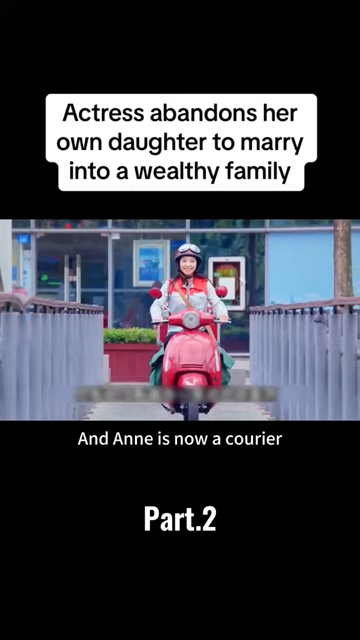 Actress abandons her
own daughter to marry
into a wealthy family
And Anne is now a courier
Part.2